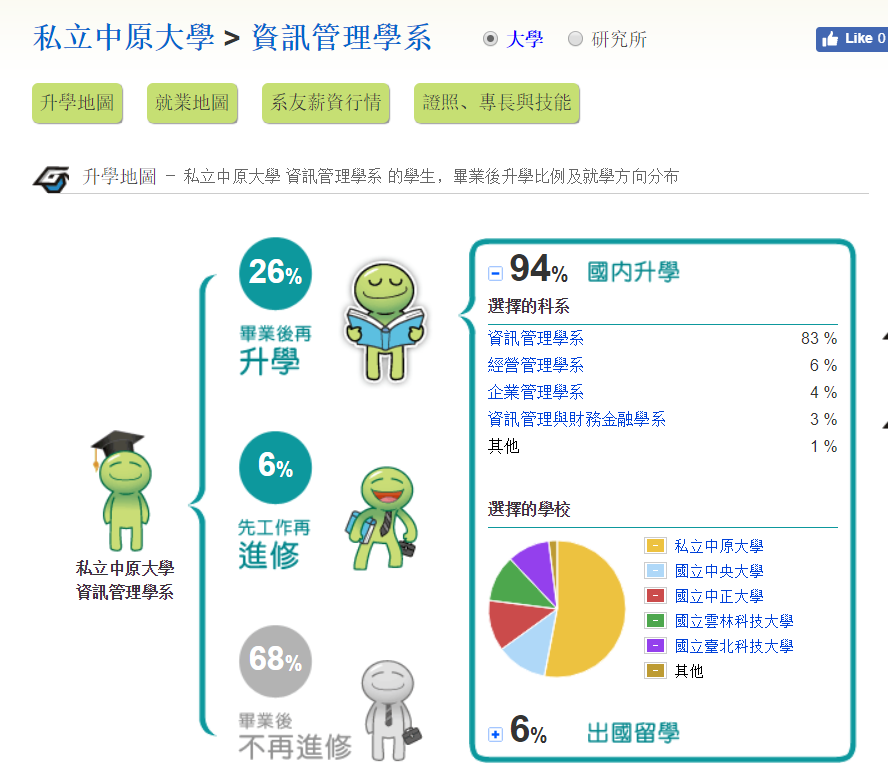 私立中原大學 > 資訊管理學系 大學 研究所
Like 0
升學地圖 就業地圖 系友薪資行情 證照、專長與技能
升學地圖 - 私立中原大學 資訊管理學系 的學生，畢業後升學比例及就學方向分布
26%
畢業後再
升學
6%
先工作再
進修
68%
畢業後
不再進修
私立中原大學
資訊管理學系
94% 國內升學
選擇的科系
資訊管理學系 83 %
經營管理學系 6 %
企業管理學系 4 %
資訊管理與財務金融學系 3 %
其他 1 %
選擇的學校
私立中原大學
國立中央大學
國立中正大學
國立雲林科技大學
國立臺北科技大學
其他
6% 出國留學